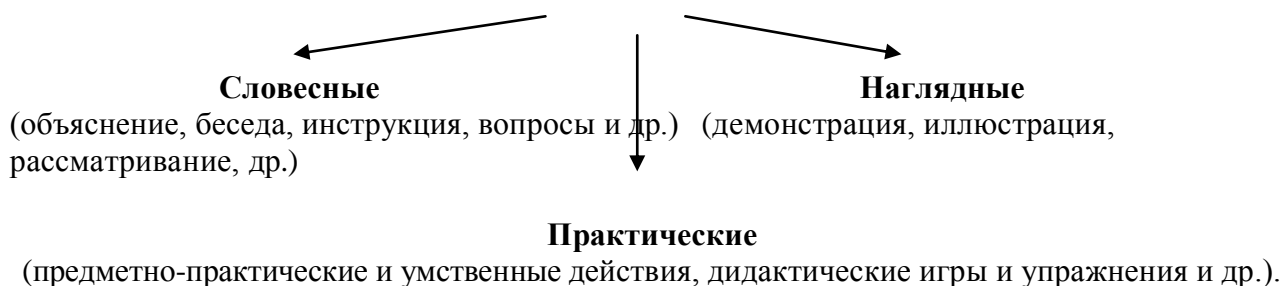 Словесные Наглядные
(объяснение, беседа, инструкция, вопросы и др.) (демонстрация, иллюстрация,
рассматривание, др.)
Практические
(предметно-практические и умственные действия, дидактические игры и упражнения и др.).